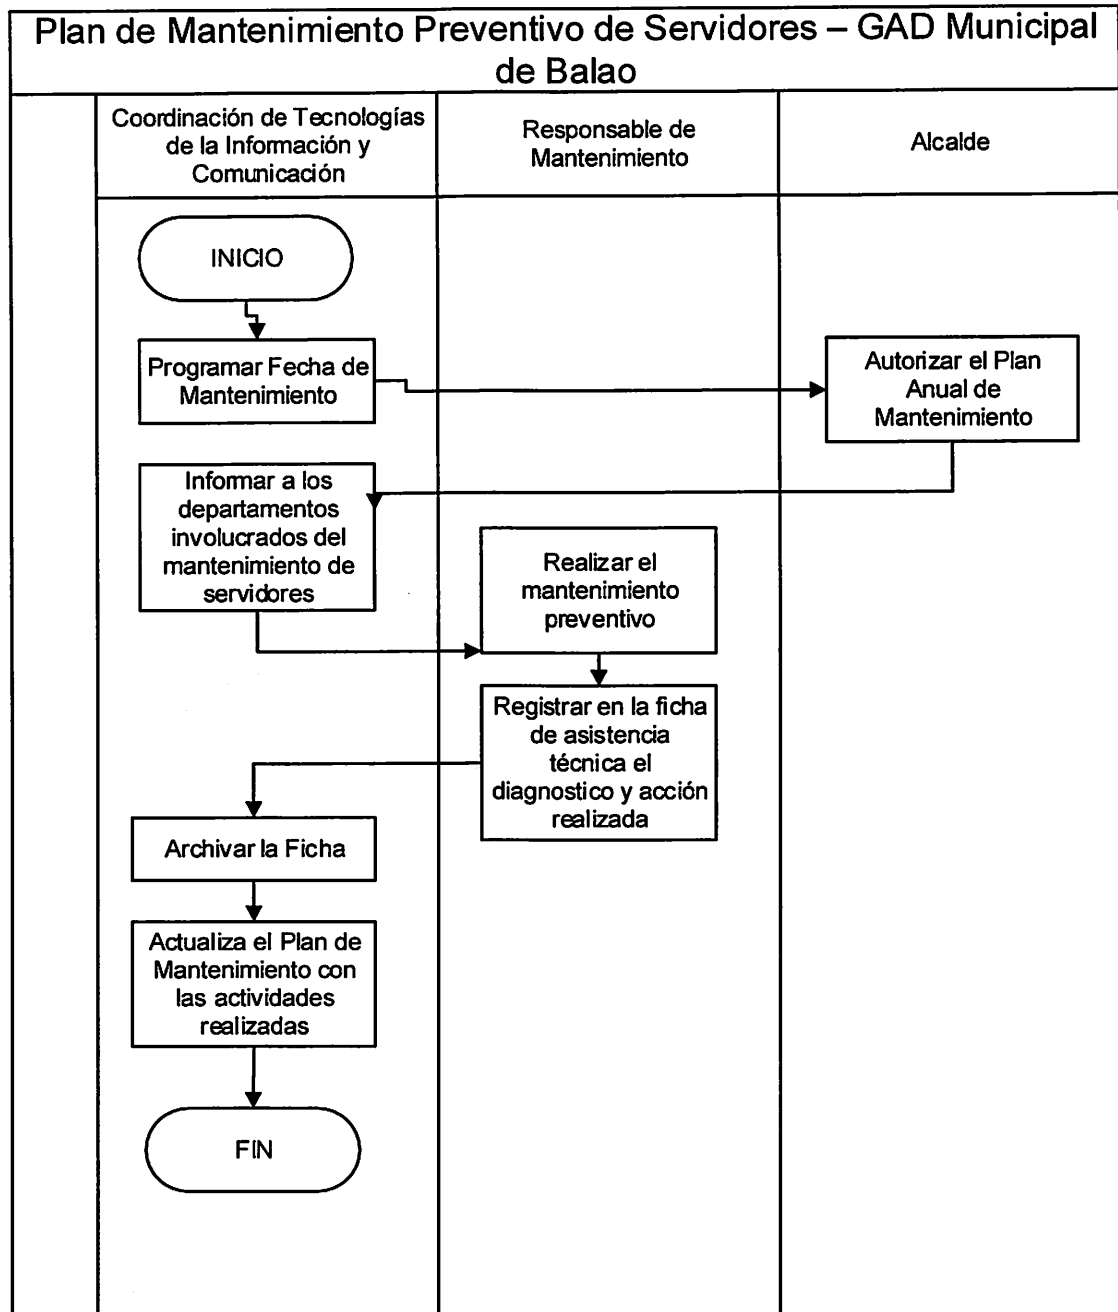 Plan de Mantenimiento Preventivo de Servidores – GAD Municipal
de Balao
Coordinación de Tecnologías
de la Información y
Comunicación
Responsable de
Mantenimiento
Alcalde
INICIO
Programar Fecha de
Mantenimiento
Autorizar el Plan
Anual de
Mantenimiento
Informar a los
departamentos
involucrados del
mantenimiento de
servidores
Realizar el
mantenimiento
preventivo
Registrar en la ficha
de asistencia
técnica el
diagnostico y acción
realizada
Archivar la Ficha
Actualiza el Plan de
Mantenimiento con
las actividades
realizadas
FIN